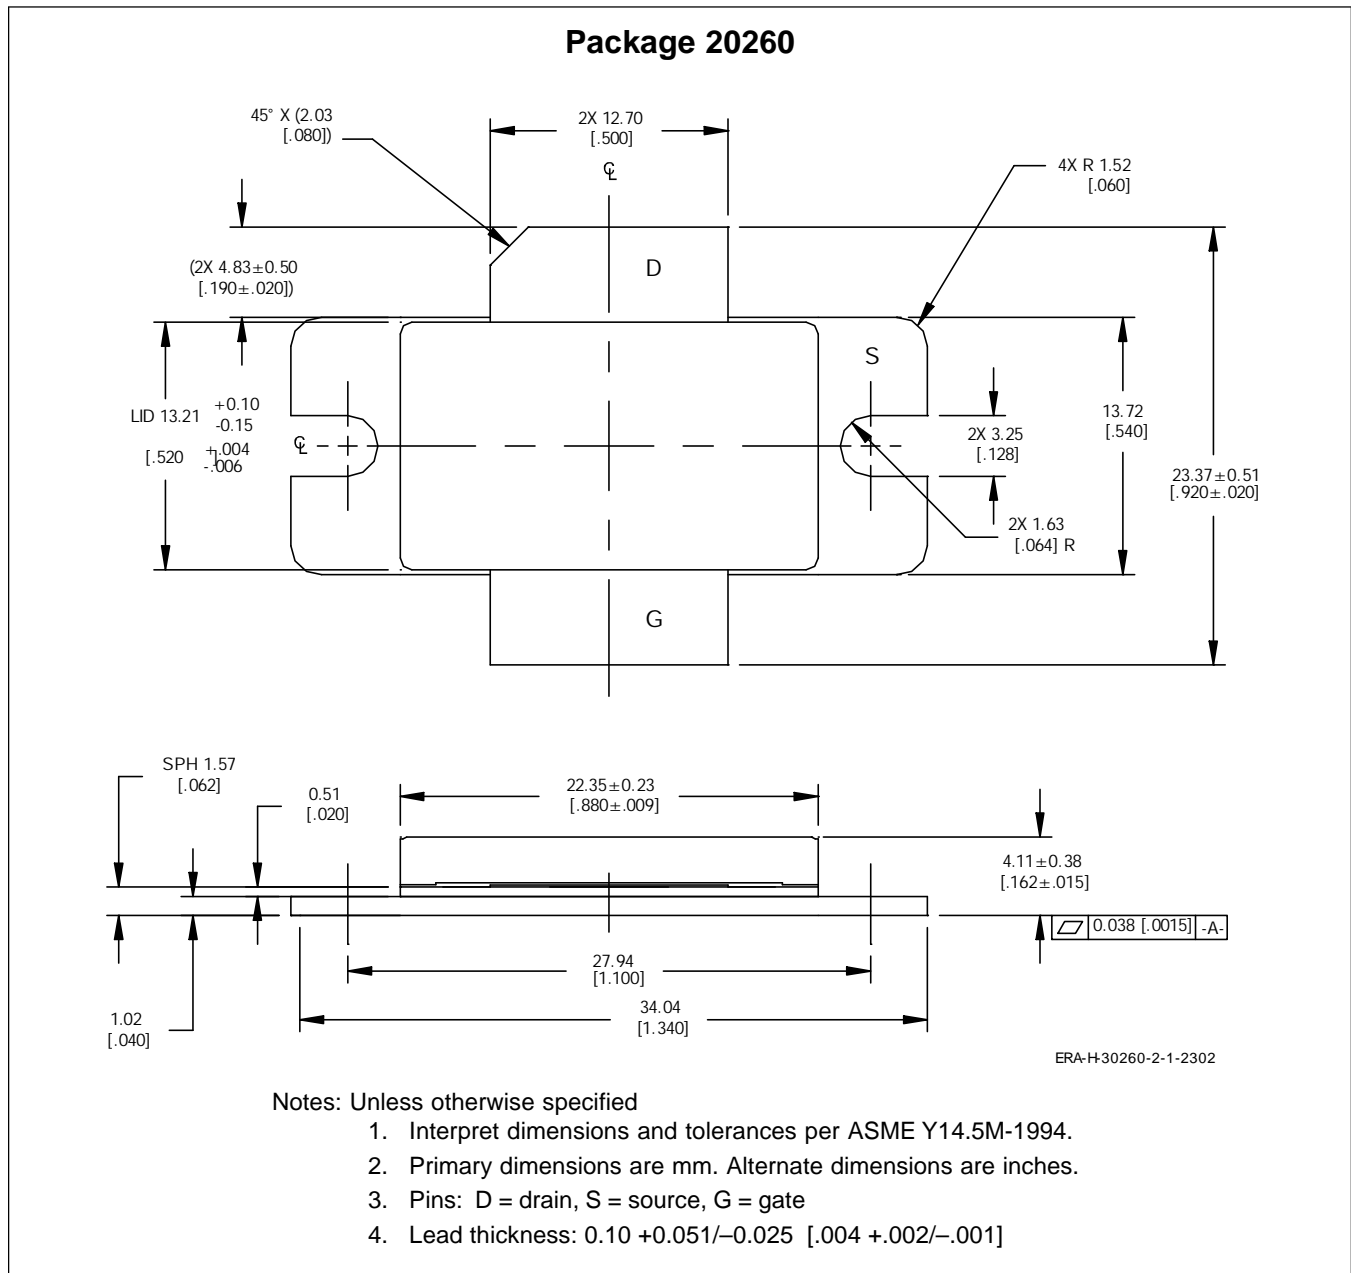 Package 20260
45° X (2.03
[.080])
2X 12.70
[.500]
℄
4X R 1.52
[.060]
D
(2X 4.83±0.50
[.190±.020])
S
LID 13.21 +0.10
-0.15
[.520 +.004
-.006
]
℄
2X 3.25
[.128]
13.72
[.540]
23.37±0.51
[.920±.020]
2X 1.63
[.064] R
G
SPH 1.57
[.062]
0.51
[.020]
22.35±0.23
[.880±.009]
4.11±0.38
[.162±.015]
0.038 [.0015] -A-
27.94
[1.100]
1.02
[.040]
34.04
[1.340]
ERA-H-30260-2-1-2302
Notes: Unless otherwise specified
1. Interpret dimensions and tolerances per ASME Y14.5M-1994.
2. Primary dimensions are mm. Alternate dimensions are inches.
3. Pins: D = drain, S = source, G = gate
4. Lead thickness: 0.10 +0.051/–0.025 [.004 +.002/–.001]